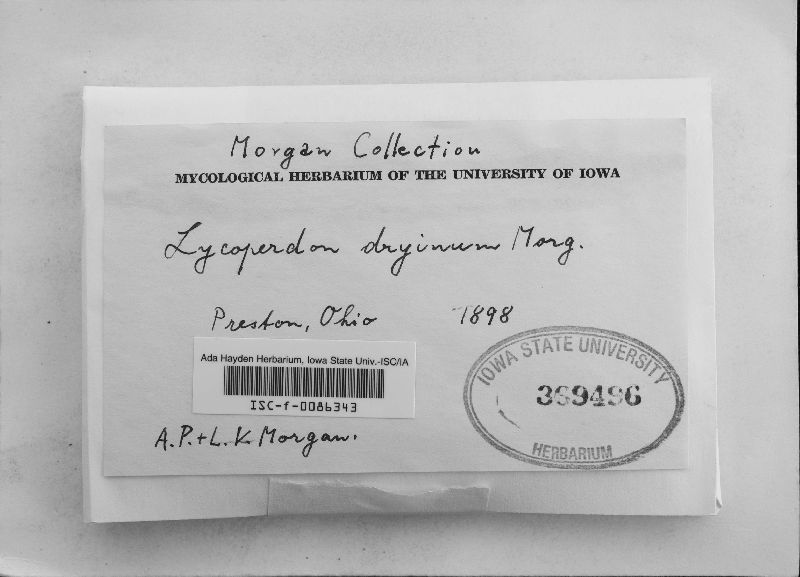 Morgan Collection
MYCOLOGICAL HERBARIUM OF THE UNIVERSITY OF IOWA
Lycoperdon dryinum Morg.
Preston, Ohio 1898
Ada Hayden Herbarium, Iowa State Univ.-ISC/IA
ISC-f-0086343
IOWA STATE UNIVERSITY
369496
HERBARIUM
A.P.+L.K Morgan.